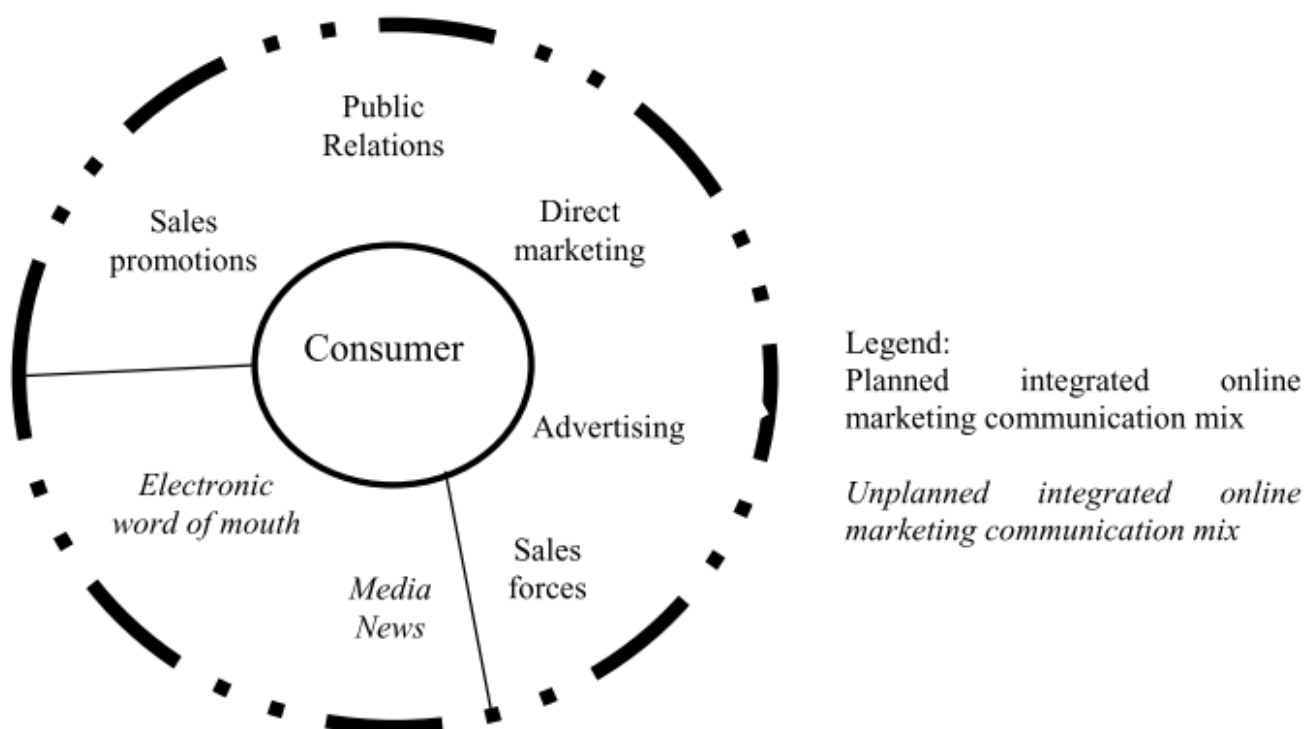 Public
Relations
Direct
marketing
Sales
promotions
Consumer
Advertising
Electronic
word of mouth
Sales
forces
Media
News
Legend:
Planned integrated online
marketing communication mix
Unplanned integrated online
marketing communication mix